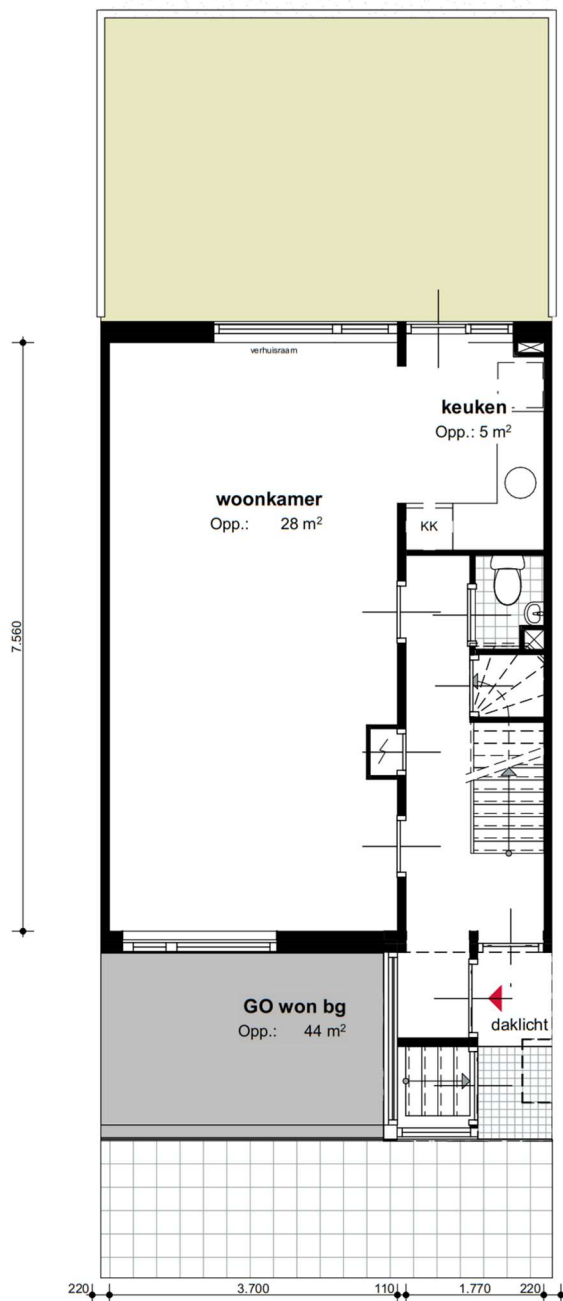 verhuisraam
keuken
Opp.: 5 m²
woonkamer
Opp.: 28 m²
KK
7.560
GO won bg
Opp.: 44 m²
daklicht
220 3.700 110 1.770 220